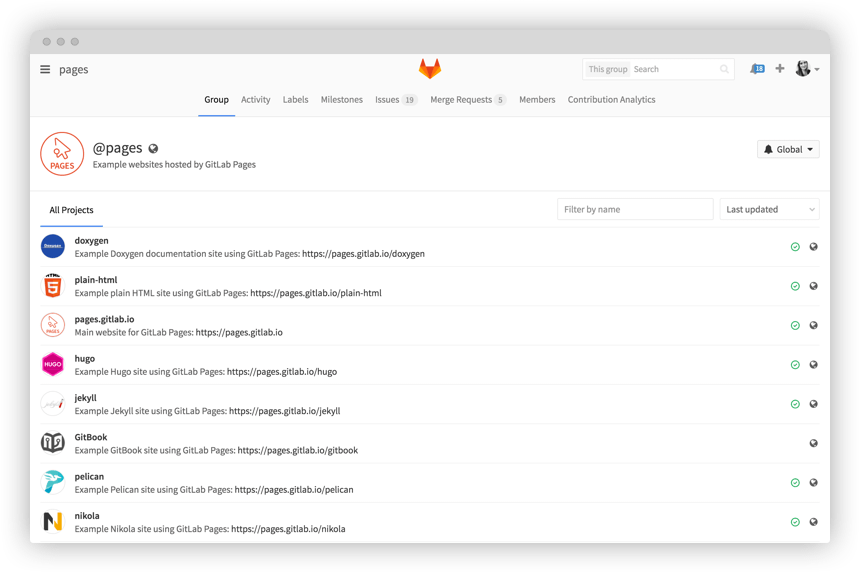 pages
This group Search
18
Group Activity Labels Milestones Issues 19 Merge Requests 5 Members Contribution Analytics
PAGES
@pages
Example websites hosted by GitLab Pages
Global
All Projects
Filter by name
Last updated
doxygen
Example Doxygen documentation site using GitLab Pages: https://pages.gitlab.io/doxygen
HTML
5
plain-html
Example plain HTML site using GitLab Pages: https://pages.gitlab.io/plain-html
PAGES
pages.gitlab.io
Main website for GitLab Pages: https://pages.gitlab.io
HUGO
hugo
Example Hugo site using GitLab Pages: https://pages.gitlab.io/hugo
jekyll
Example Jekyll site using GitLab Pages: https://pages.gitlab.io/jekyll
GitBook
Example GitBook site using GitLab Pages: https://pages.gitlab.io/gitbook
pelican
Example Pelican site using GitLab Pages: https://pages.gitlab.io/pelican
N
nikola
Example Nikola site using GitLab Pages: https://pages.gitlab.io/nikola